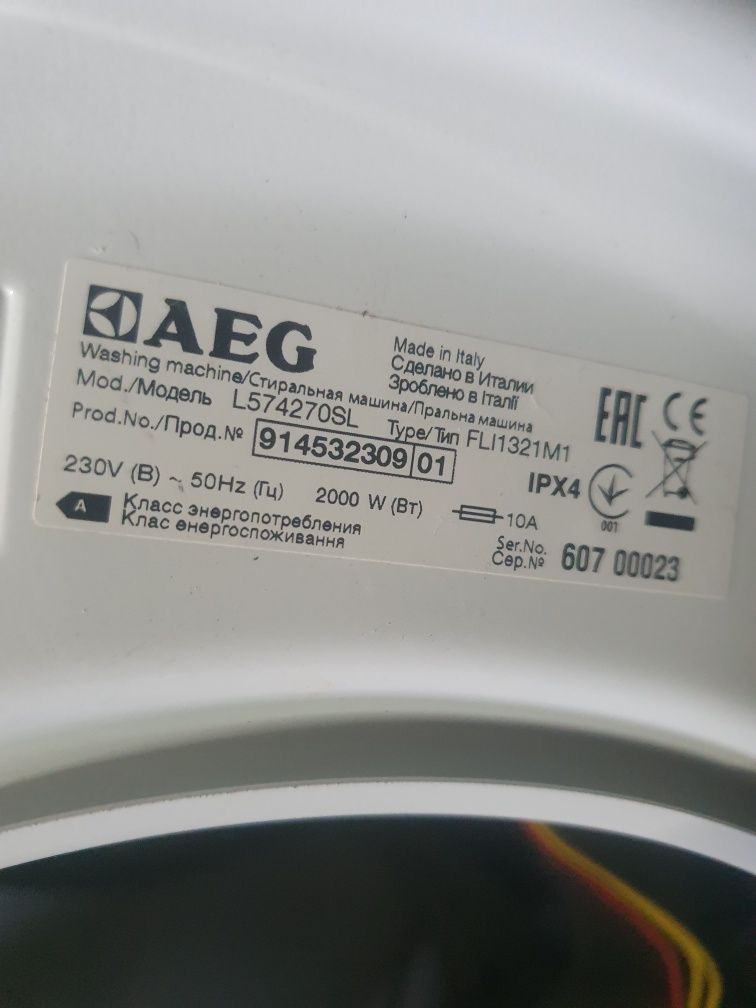 AEG
Made in Italy
Сделано в Италии
Зроблено в Італії
Washing machine/Стиральная машина/Пральна машина
Mod./Модель L574270SL Type/Тип FLI1321M1
Prod.No./Прод.№ 914532309 01
230V (В) ~ 50Hz (Гц) 2000 W (Вт) 10A
IPX4
001
EAC CE
A Класс энергопотребления
Клас енергоспоживання
Ser.No.
Сер.№ 607 00023